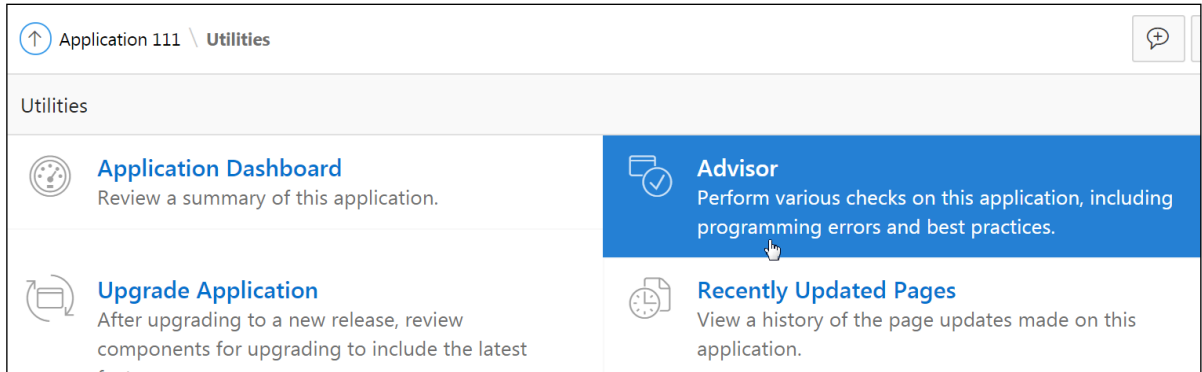 Application 111 \ Utilities
Utilities
Application Dashboard
Review a summary of this application.
Advisor
Perform various checks on this application, including
programming errors and best practices.
Upgrade Application
After upgrading to a new release, review
components for upgrading to include the latest
Recently Updated Pages
View a history of the page updates made on this
application.